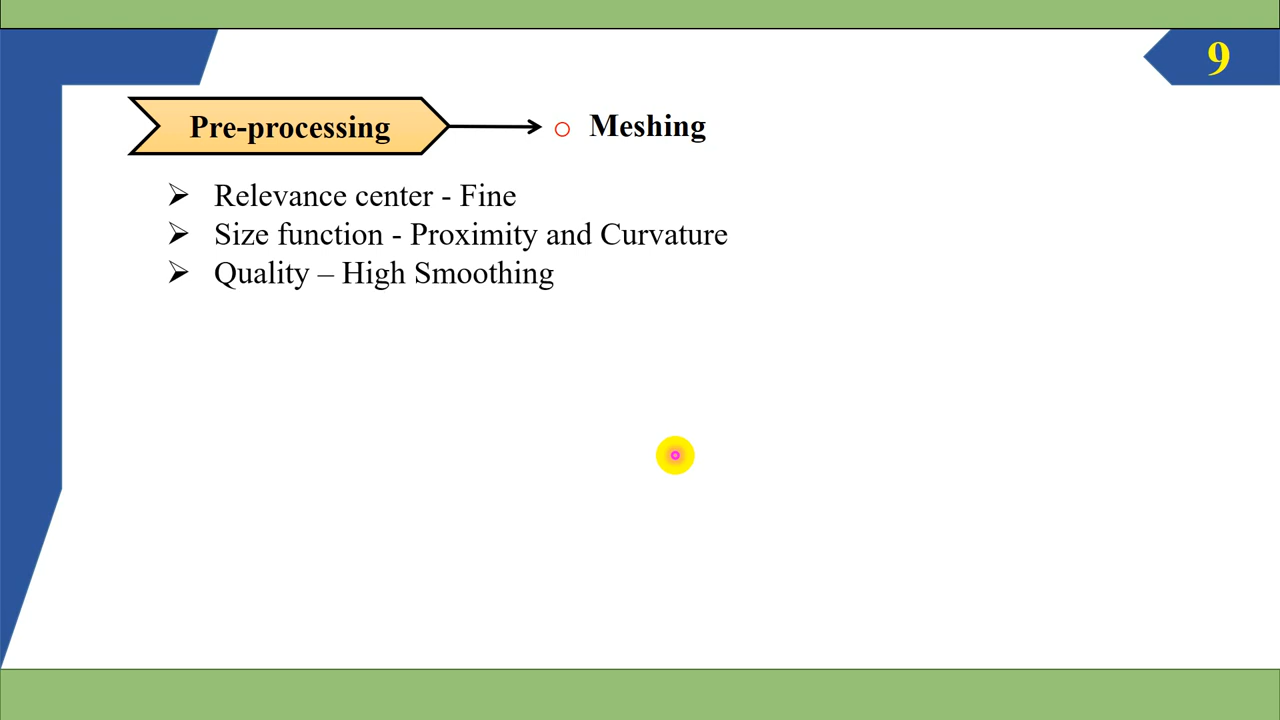 9
Pre-processing
Meshing
Relevance center - Fine
Size function - Proximity and Curvature
Quality – High Smoothing